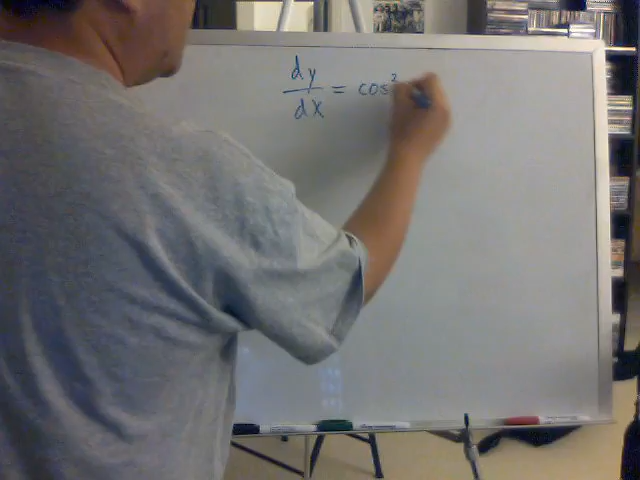 dy/dx = cos²